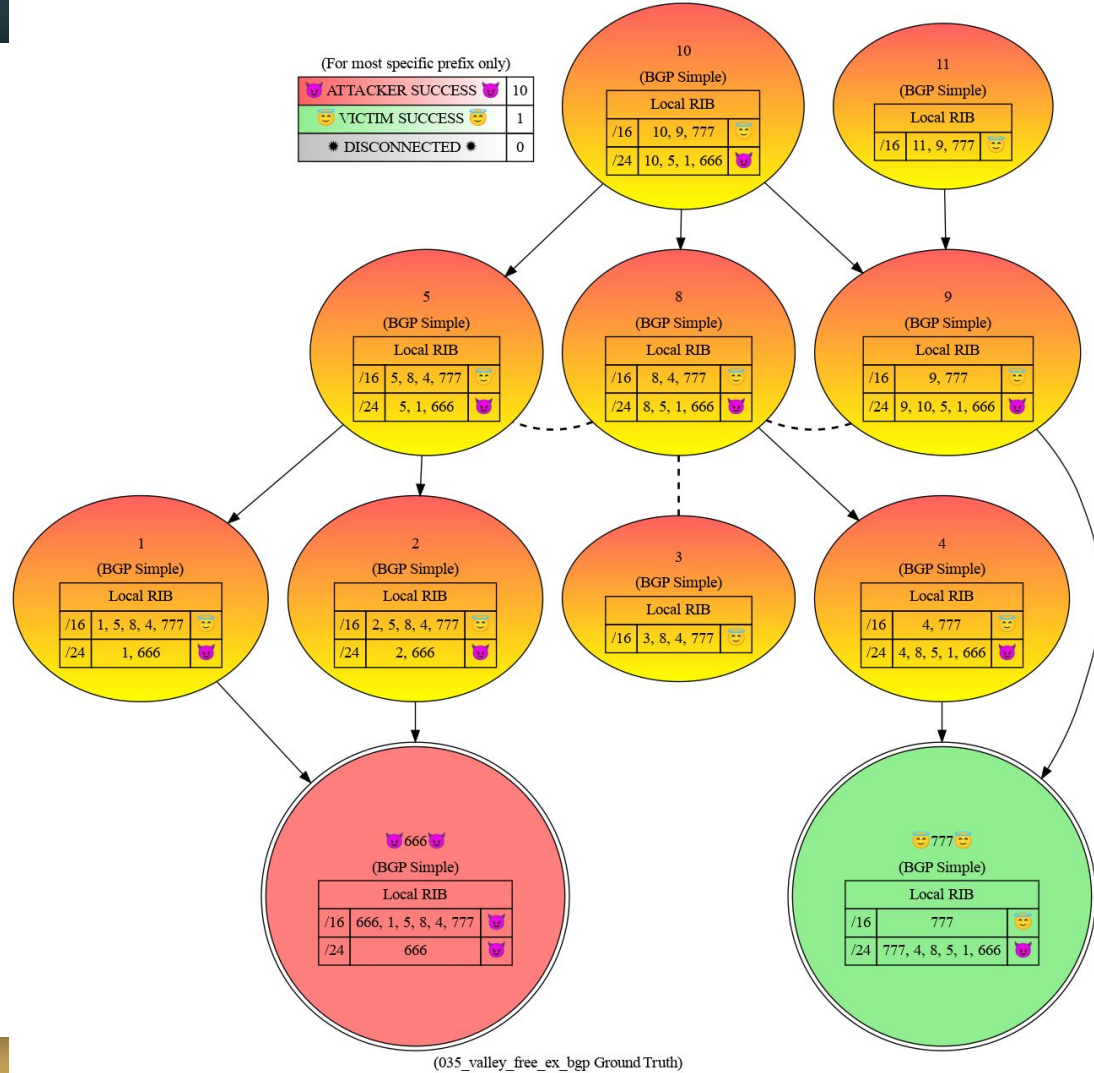 (For most specific prefix only)
😈 ATTACKER SUCCESS 😈 10
😇 VICTIM SUCCESS 😇 1
✹ DISCONNECTED ✹ 0
10
(BGP Simple)
Local RIB
/16 10, 9, 777 😇
/24 10, 5, 1, 666 😈
11
(BGP Simple)
Local RIB
/16 11, 9, 777 😇
5
(BGP Simple)
Local RIB
/16 5, 8, 4, 777 😇
/24 5, 1, 666 😈
8
(BGP Simple)
Local RIB
/16 8, 4, 777 😇
/24 8, 5, 1, 666 😈
9
(BGP Simple)
Local RIB
/16 9, 777 😇
/24 9, 10, 5, 1, 666 😈
1
(BGP Simple)
Local RIB
/16 1, 5, 8, 4, 777 😇
/24 1, 666 😈
2
(BGP Simple)
Local RIB
/16 2, 5, 8, 4, 777 😇
/24 2, 666 😈
3
(BGP Simple)
Local RIB
/16 3, 8, 4, 777 😇
4
(BGP Simple)
Local RIB
/16 4, 777 😇
/24 4, 8, 5, 1, 666 😈
😈666😈
(BGP Simple)
Local RIB
/16 666, 1, 5, 8, 4, 777 😈
/24 666 😈
😇777😇
(BGP Simple)
Local RIB
/16 777 😇
/24 777, 4, 8, 5, 1, 666 😈
(035_valley_free_ex_bgp Ground Truth)